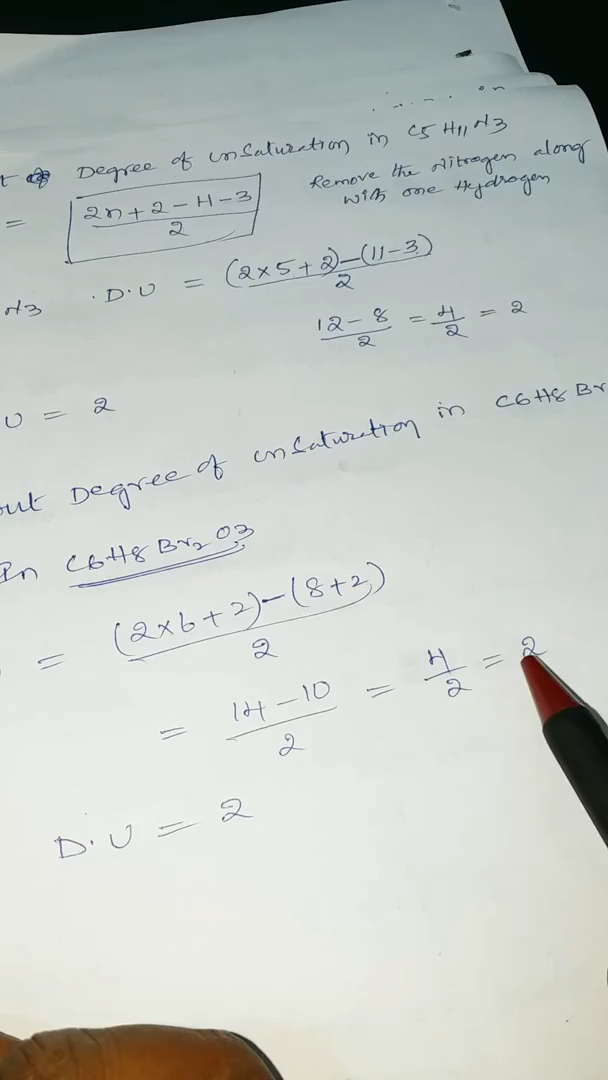 Degree of unsaturation in C5 H11 N3
= 2n+2-H-3 / 2
Remove the Nitrogen along
with one Hydrogen
N3 . D.U = (2×5+2)-(11-3) / 2
12-8 / 2 = 4/2 = 2
U = 2
out Degree of unsaturation in C6H8 Br
In C6H8 Br2 O3
= (2×6+2)-(8+2) / 2
= 14-10 / 2 = 4/2 = 2
D.U = 2